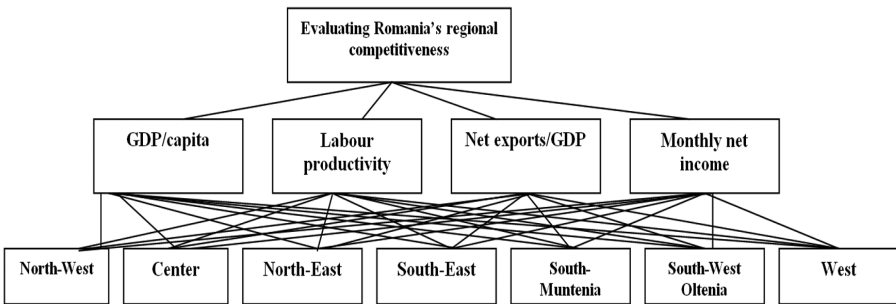 Evaluating Romania's regional
competitiveness
GDP/capita
Labour
productivity
Net exports/GDP
Monthly net
income
North-West
Center
North-East
South-East
South-
Muntenia
South-West
Oltenia
West